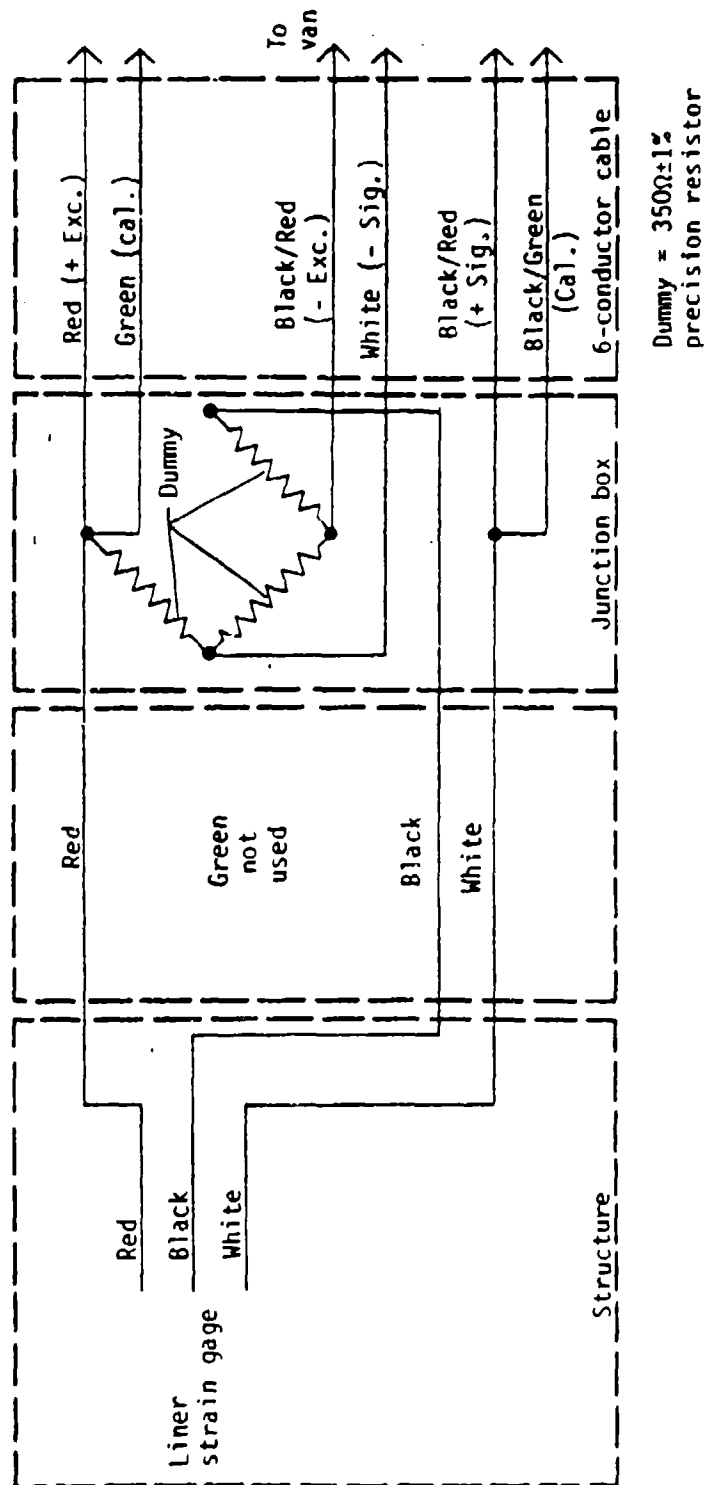 Liner
strain gage
Red
Black
White
Structure
Red
Green
not
used
Black
White
Dummy
Junction box
Red (+ Exc.)
Green (cal.)
Black/Red
(- Exc.)
White (- Sig.)
Black/Red
(+ Sig.)
Black/Green
(Cal.)
6-conductor cable
To
van
Dummy = 350Ω±1%
precision resistor